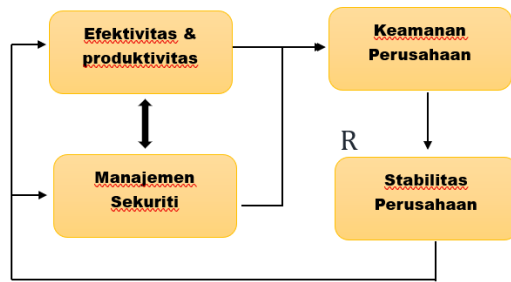 Efektivitas &
produktivitas
Keamanan
Perusahaan
R
Manajemen
Sekuriti
Stabilitas
Perusahaan